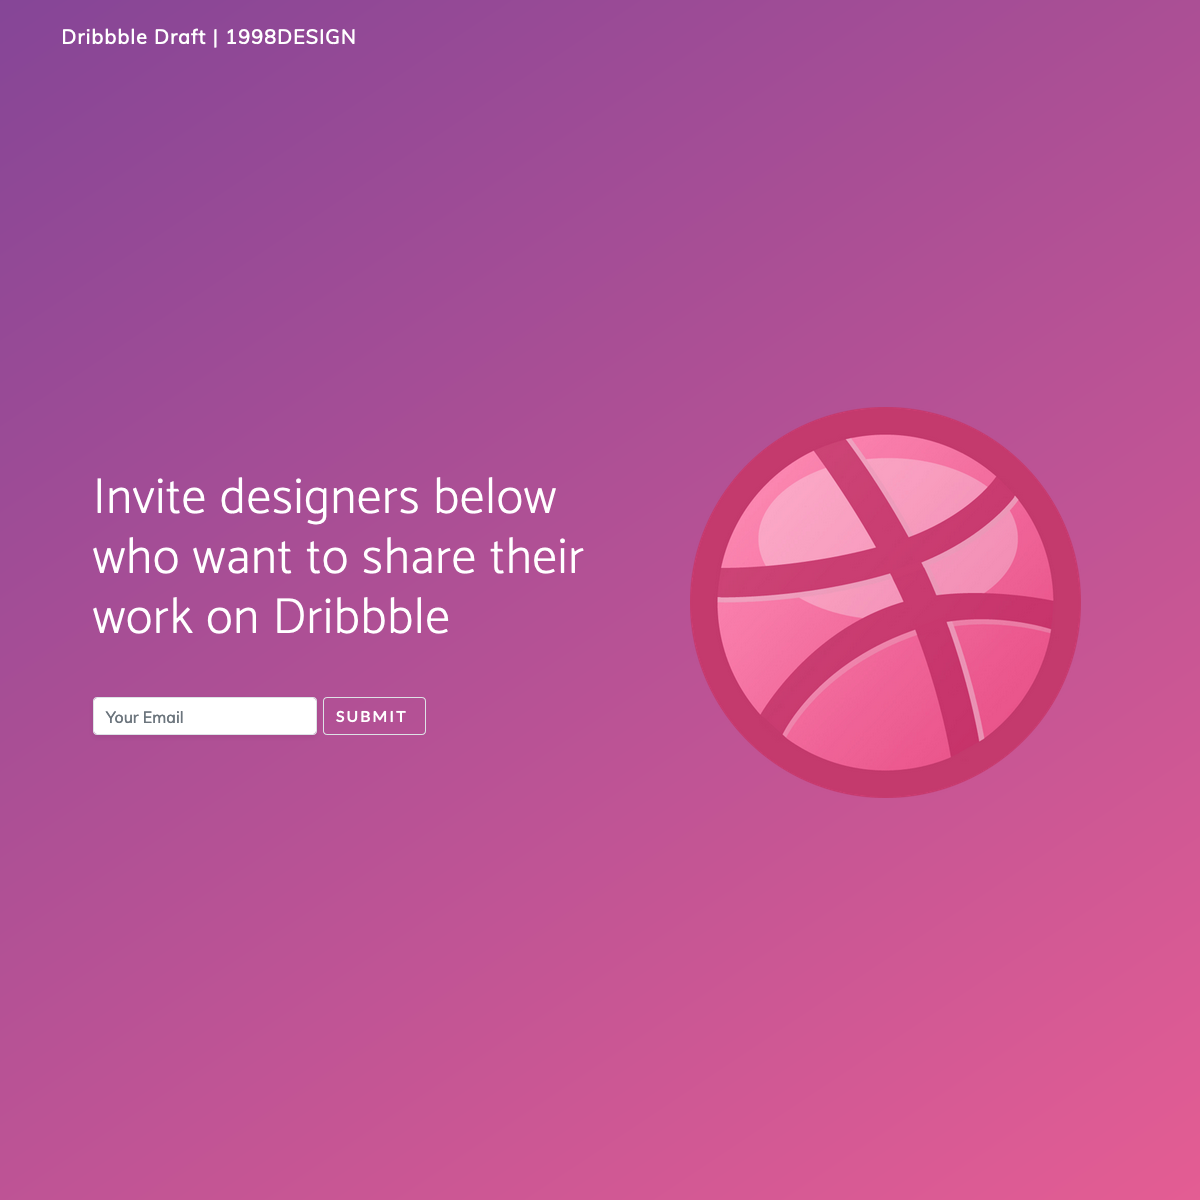 Dribbble Draft | 1998DESIGN
Invite designers below
who want to share their
work on Dribbble
Your Email
SUBMIT